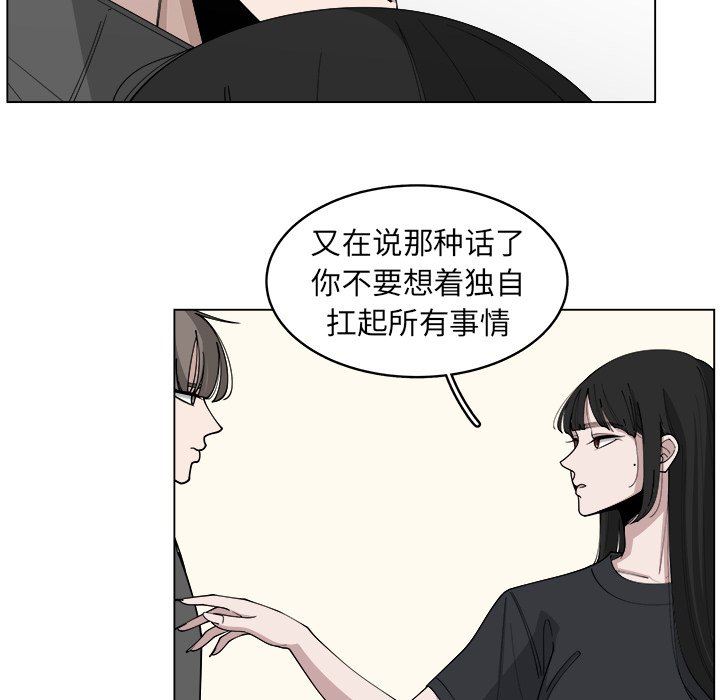 又在说那种话了
你不要想着独自
扛起所有事情